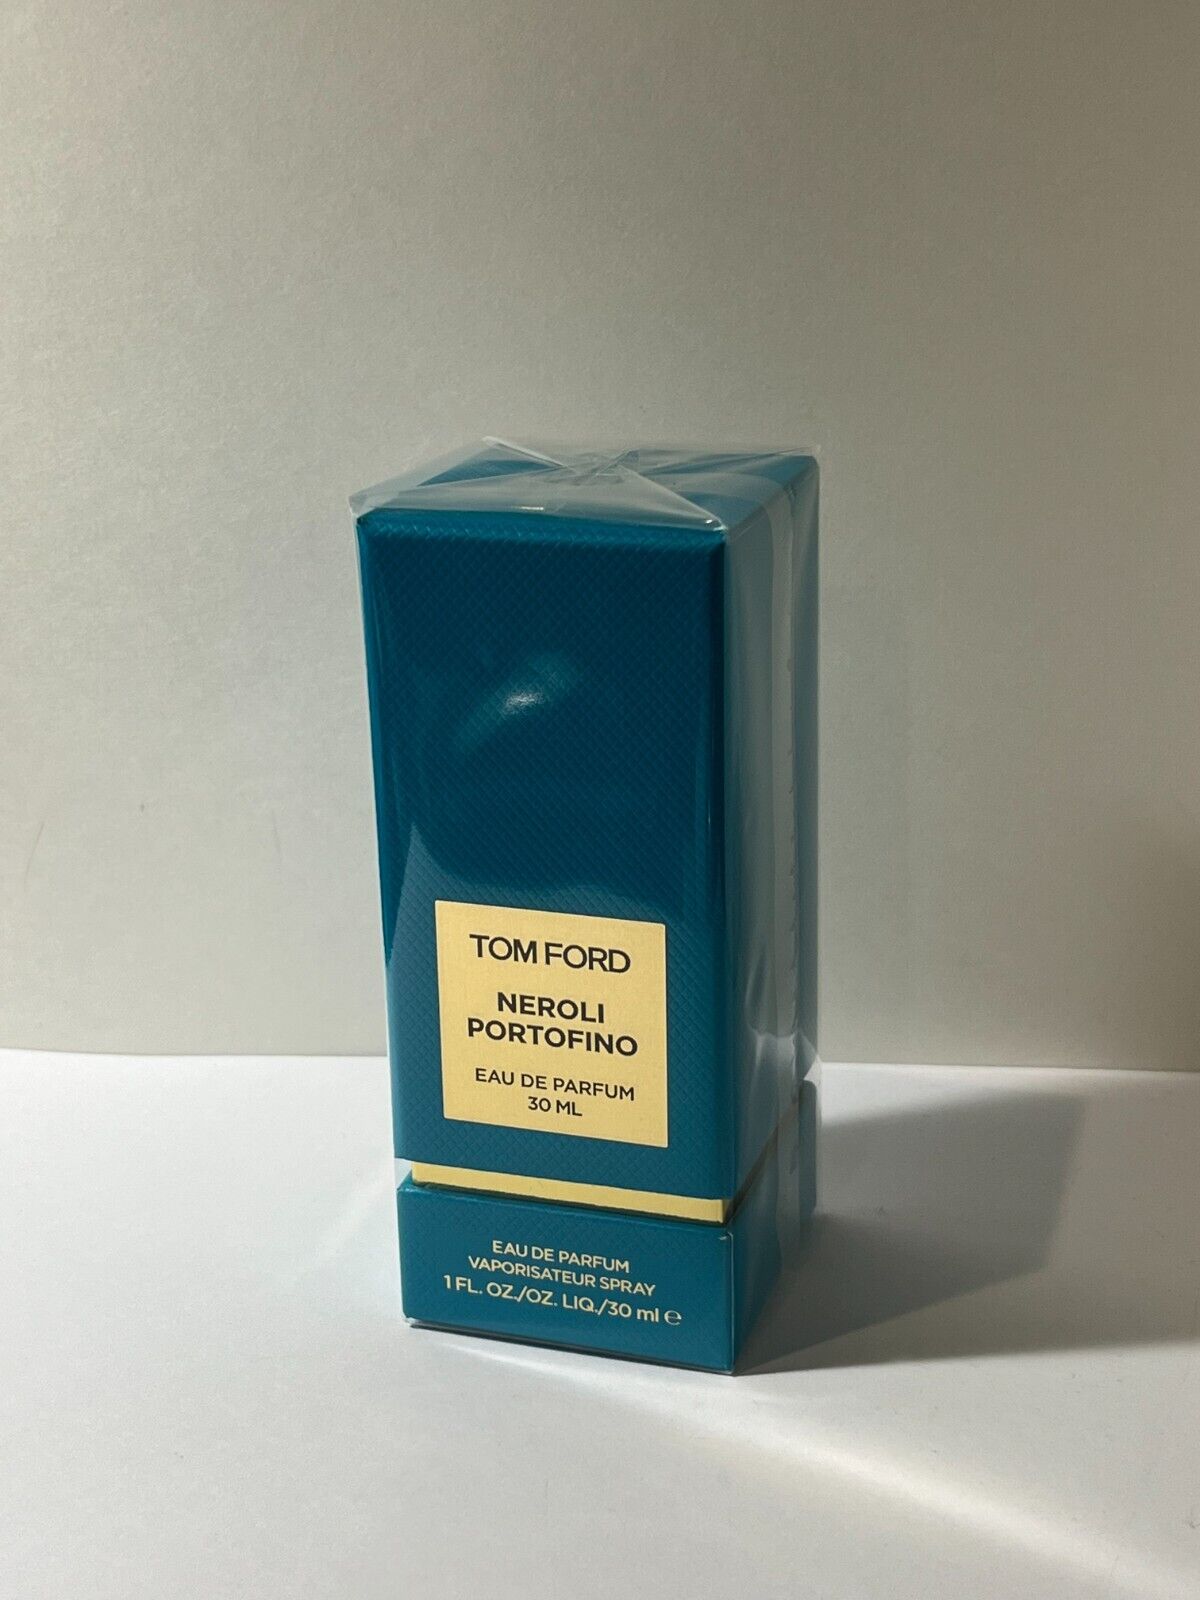 TOM FORD
NEROLI
PORTOFINO
EAU DE PARFUM
30 ML
EAU DE PARFUM
VAPORISATEUR SPRAY
1 FL. OZ./OZ. LIQ./30 ml ℮